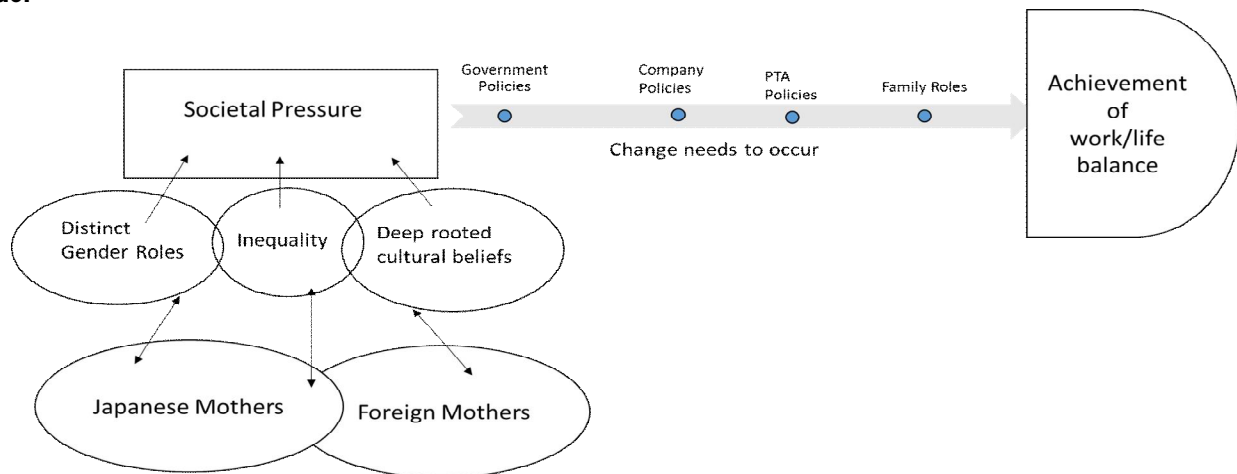 Societal Pressure
Government
Policies
Company
Policies
PTA
Policies
Family Roles
Change needs to occur
Achievement
of
work/life
balance
Distinct
Gender Roles
Inequality
Deep rooted
cultural beliefs
Japanese Mothers
Foreign Mothers